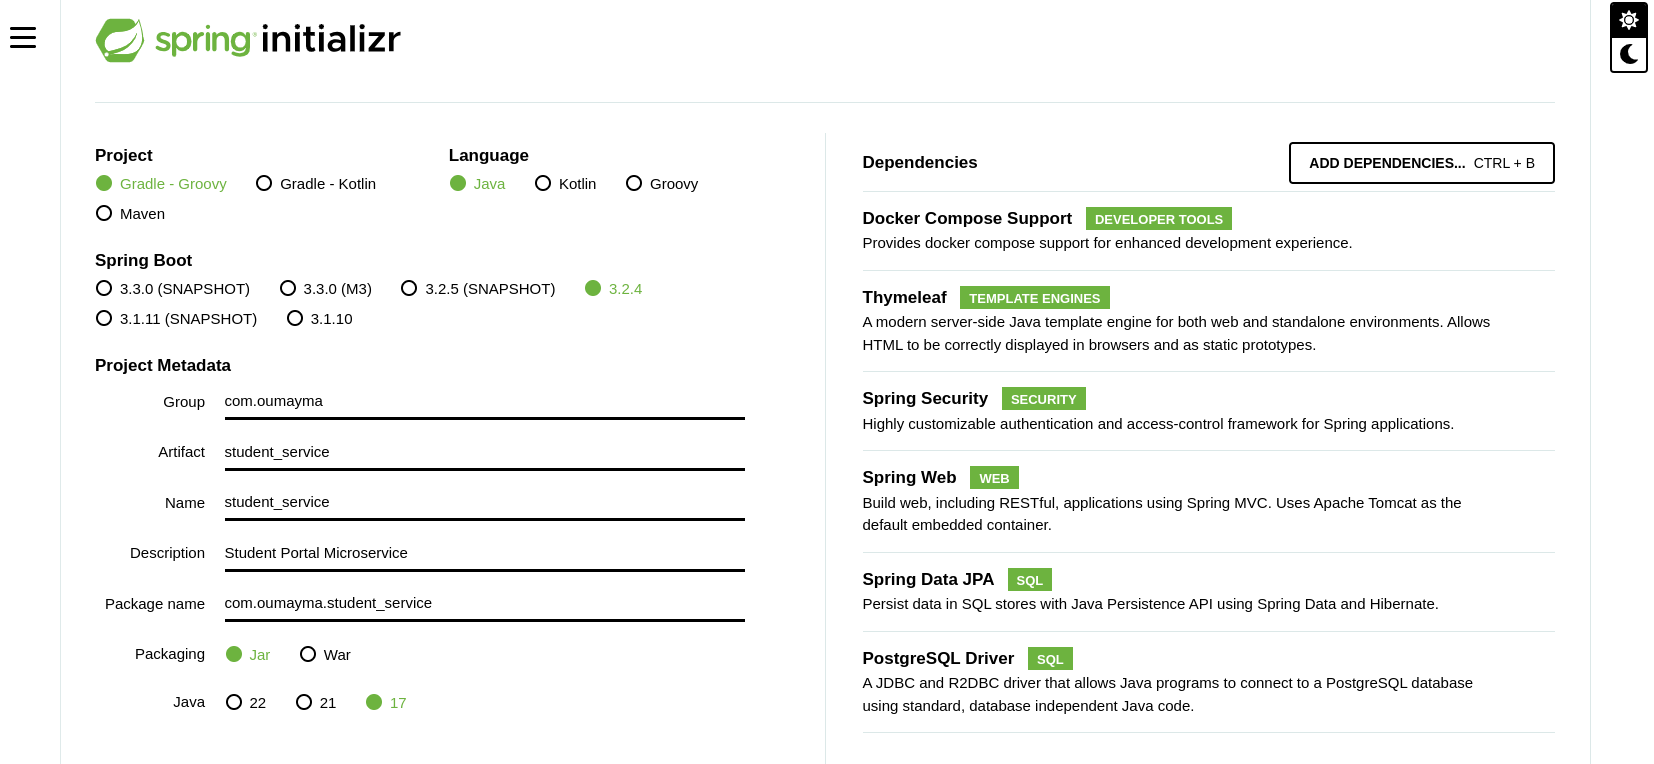 spring initializr
Project
Gradle - Groovy Gradle - Kotlin
Maven
Language
Java Kotlin Groovy
Spring Boot
3.3.0 (SNAPSHOT) 3.3.0 (M3) 3.2.5 (SNAPSHOT) 3.2.4
3.1.11 (SNAPSHOT) 3.1.10
Project Metadata
Group com.oumayma
Artifact student_service
Name student_service
Description Student Portal Microservice
Package name com.oumayma.student_service
Packaging Jar War
Java 22 21 17
Dependencies ADD DEPENDENCIES... CTRL + B
Docker Compose Support DEVELOPER TOOLS
Provides docker compose support for enhanced development experience.
Thymeleaf TEMPLATE ENGINES
A modern server-side Java template engine for both web and standalone environments. Allows
HTML to be correctly displayed in browsers and as static prototypes.
Spring Security SECURITY
Highly customizable authentication and access-control framework for Spring applications.
Spring Web WEB
Build web, including RESTful, applications using Spring MVC. Uses Apache Tomcat as the
default embedded container.
Spring Data JPA SQL
Persist data in SQL stores with Java Persistence API using Spring Data and Hibernate.
PostgreSQL Driver SQL
A JDBC and R2DBC driver that allows Java programs to connect to a PostgreSQL database
using standard, database independent Java code.